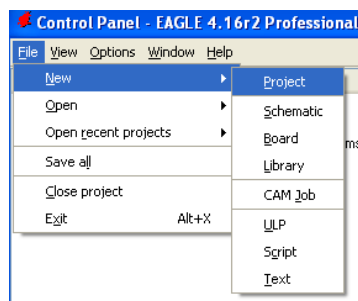 Control Panel - EAGLE 4.16r2 Professional
File View Options Window Help
New
Open
Open recent projects
Save all
Close project
Exit Alt+X
Project
Schematic
Board
Library
CAM Job
ULP
Script
Text
ms